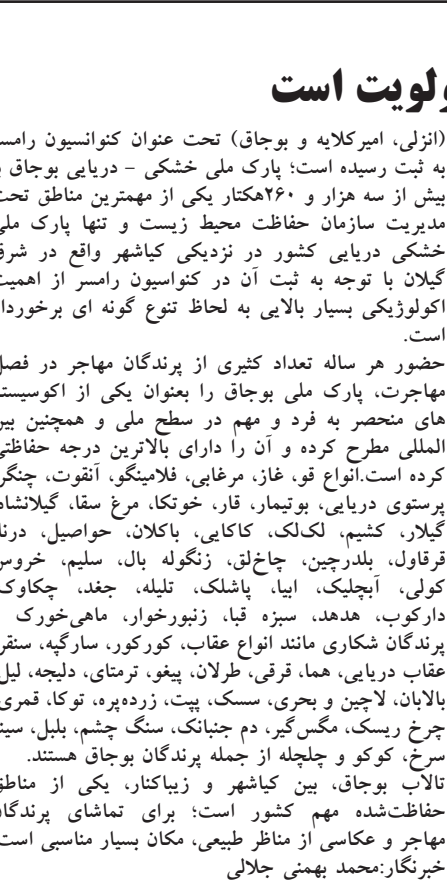 ولویت است
(انزلی، امیرکلایه و بوجاق) تحت عنوان کنوانسیون رامسر
به ثبت رسیده است؛ پارک ملی خشکی - دریایی بوجاق
بیش از سه هزار و ۲۶۰هکتار یکی از مهمترین مناطق تحت
مدیریت سازمان حفاظت محیط زیست و تنها پارک ملی
خشکی دریایی کشور در نزدیکی کیاشهر واقع در شرق
گیلان با توجه به ثبت آن در کنواسیون رامسر از اهمیت
اکولوژیکی بسیار بالایی به لحاظ تنوع گونه ای برخوردار
است.
حضور هر ساله تعداد کثیری از پرندگان مهاجر در فصل
مهاجرت، پارک ملی بوجاق را بعنوان یکی از اکوسیستم
های منحصر به فرد و مهم در سطح ملی و همچنین بین
المللی مطرح کرده و آن را دارای بالاترین درجه حفاظتی
کرده است.انواع قو، غاز، مرغابی، فلامینگو، آنقوت، چنگر
پرستوی دریایی، بوتیمار، قار، خوتکا، مرغ سقا، گیلانشاه
گیلار، کشیم، لک‌لک، کاکایی، باکلان، حواصیل، درنا
قرقاول، بلدرچین، چاخ‌لق، زنگوله بال، سلیم، خروس
کولی، آبچلیک، ابیا، پاشلک، تلیله، جغد، چکاوک
دارکوب، هدهد، سبزه قبا، زنبورخوار، ماهی‌خورک
پرندگان شکاری مانند انواع عقاب، کورکور، سارگپه، سنقر
عقاب دریایی، هما، قرقی، طرلان، پیغو، ترمتای، دلیجه، لیل
بالابان، لاچین و بحری، سسک، پیت، زرده‌پره، توکا، قمری
چرخ ریسک، مگس‌گیر، دم جنبانک، سنگ چشم، بلبل، سینه
سرخ، کوکو و چلچله از جمله پرندگان بوجاق هستند.
تالاب بوجاق، بین کیاشهر و زیباکنار، یکی از مناطق
حفاظت‌شده مهم کشور است؛ برای تماشای پرندگان
مهاجر و عکاسی از مناظر طبیعی، مکان بسیار مناسبی است
خبرنگار:محمد بهمنی جلالی